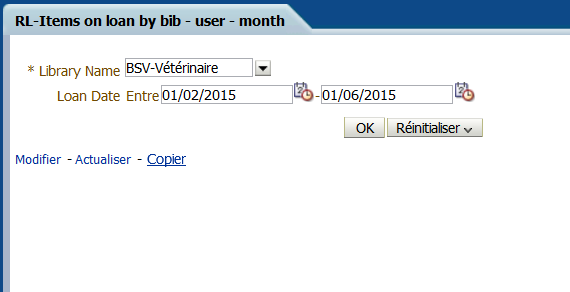 RL-Items on loan by bib - user - month
* Library Name BSV-Vétérinaire
Loan Date Entre 01/02/2015 - 01/06/2015
OK Réinitialiser
Modifier - Actualiser - Copier